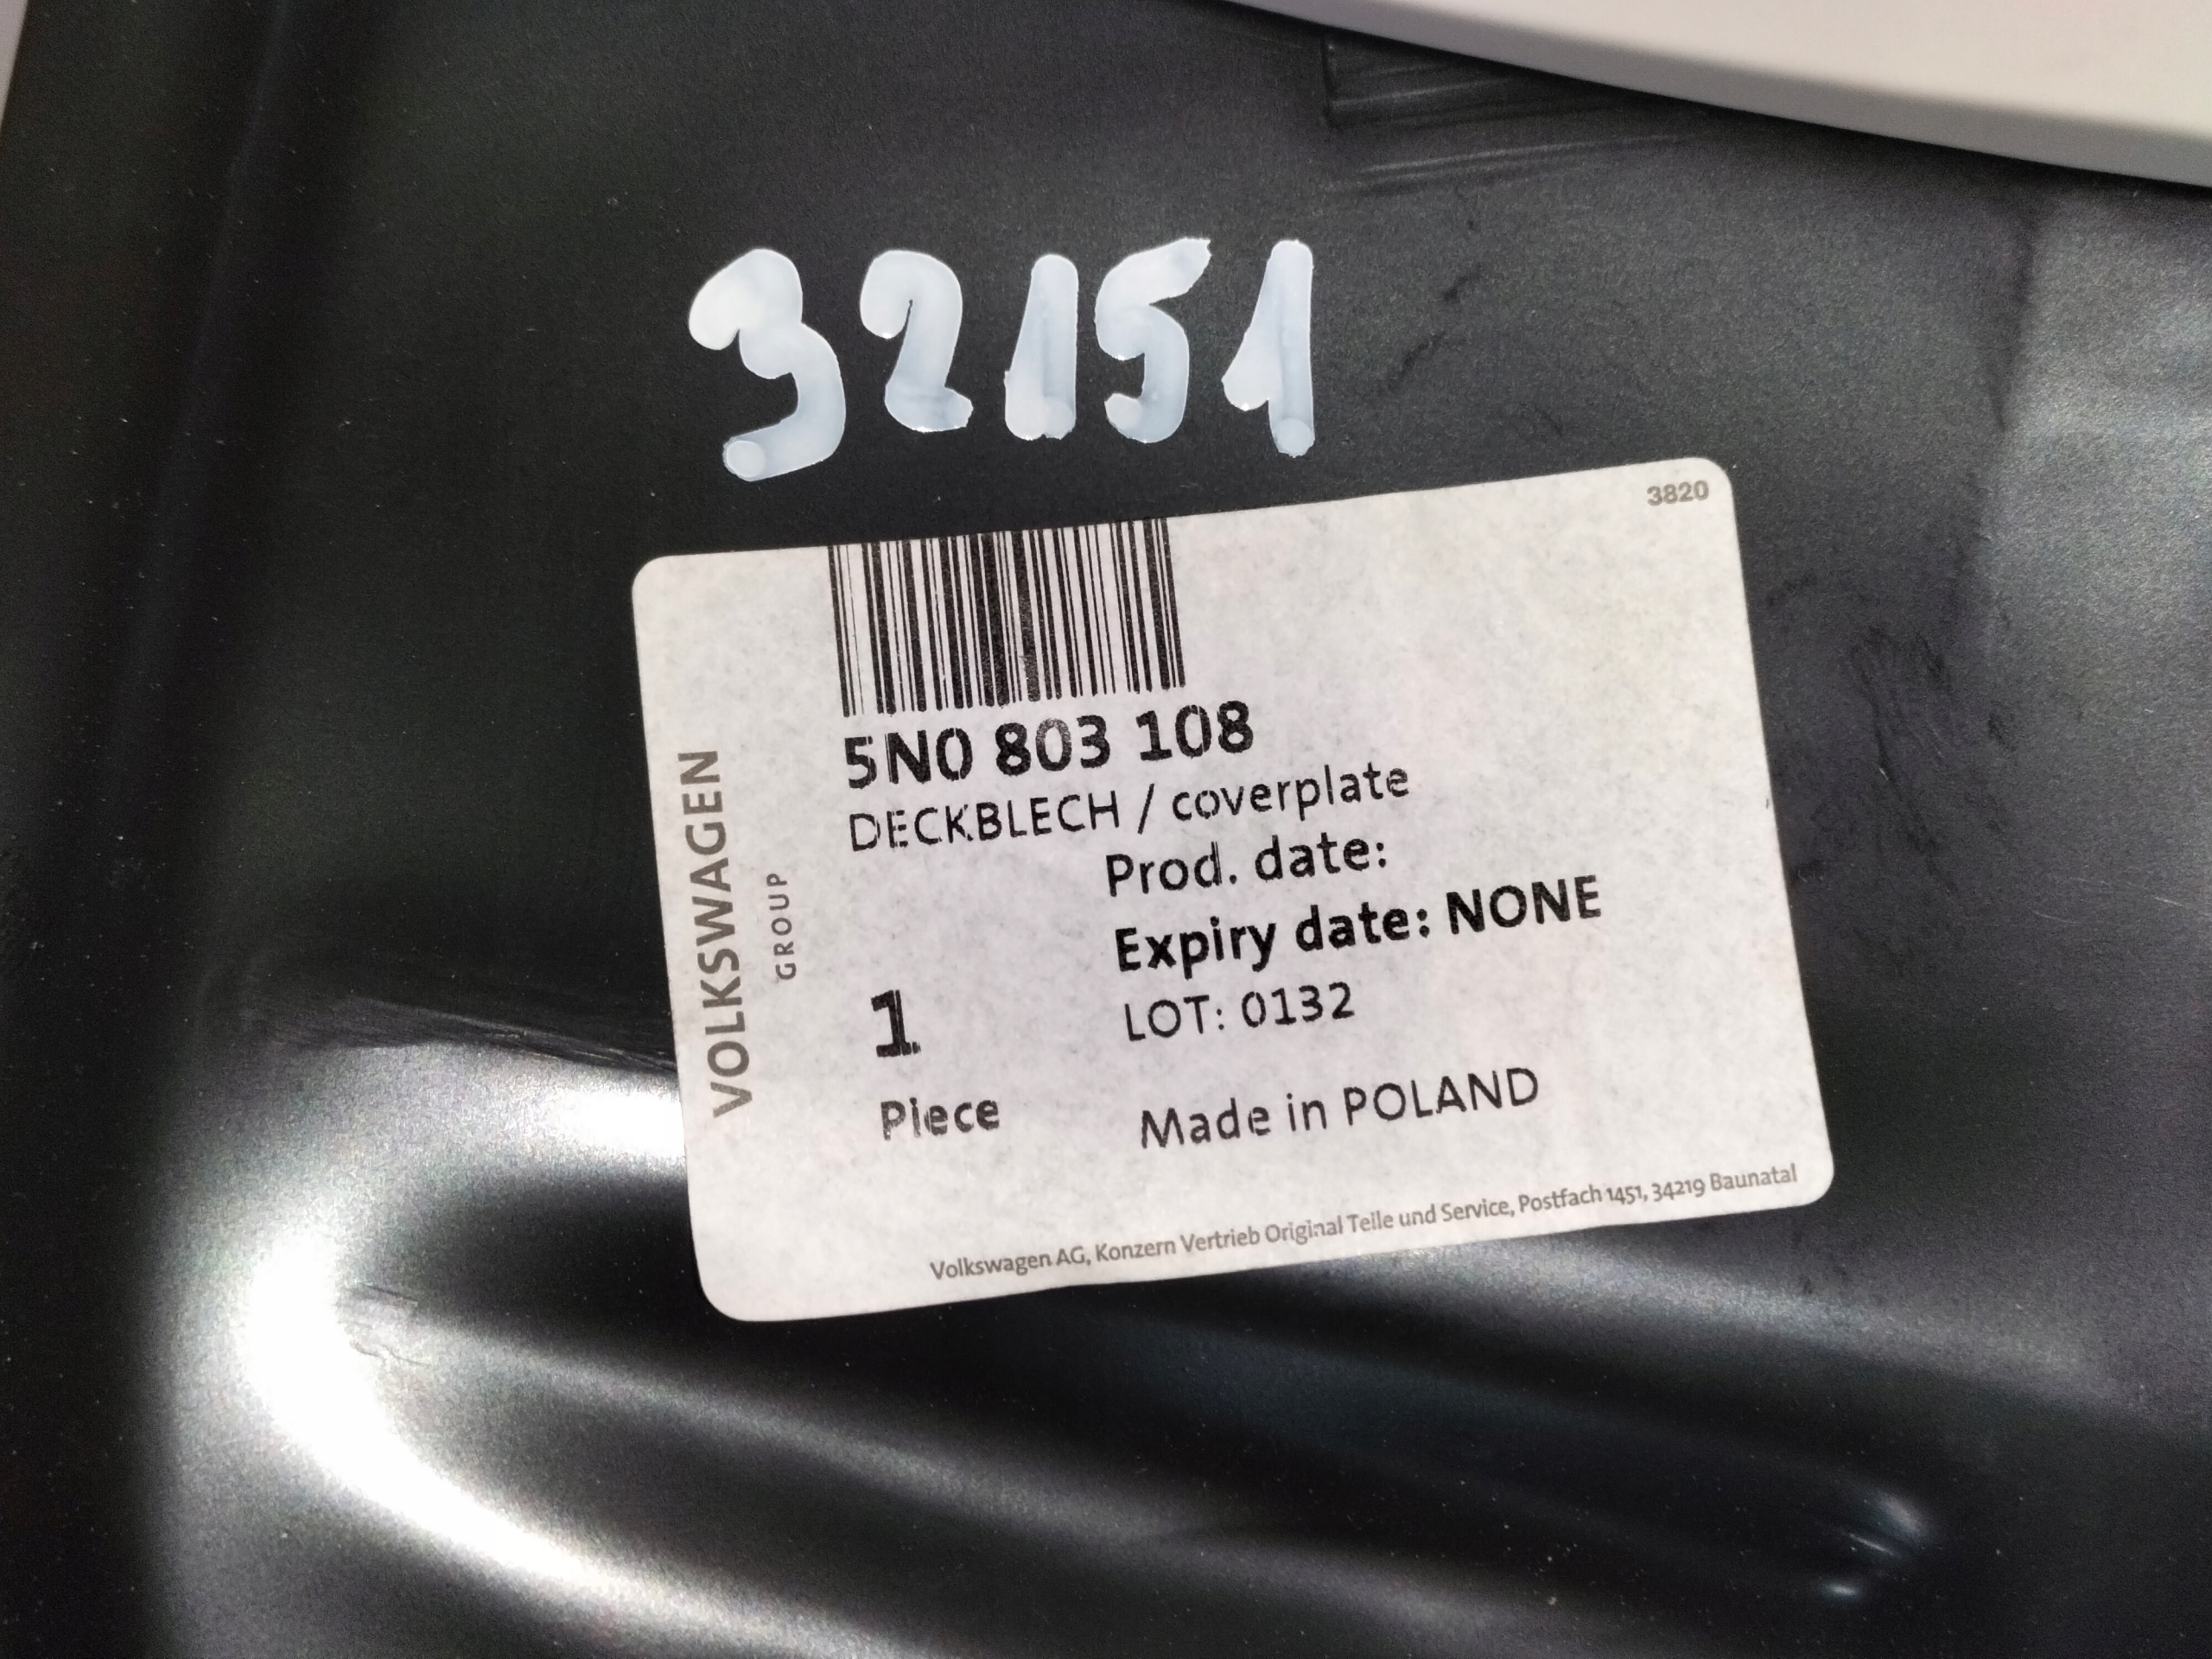 32151
3820
5N0 803 108
DECKBLECH / coverplate
Prod. date:
Expiry date: NONE
LOT: 0132
1
Piece
Made in POLAND
VOLKSWAGEN
GROUP
Volkswagen AG, Konzern Vertrieb Original Teile und Service, Postfach 1451, 34219 Baunatal